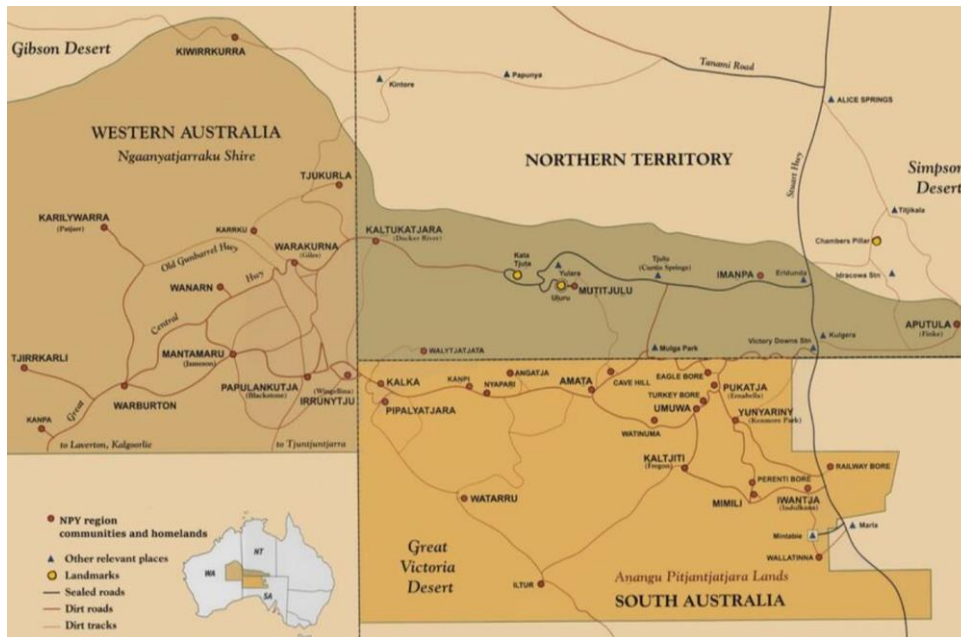 Gibson Desert
KIWIRRKURRA
Tanami Road
Kintore
Papunya
ALICE SPRINGS
WESTERN AUSTRALIA
Ngaanyatjarraku Shire
NORTHERN TERRITORY
Stuart Hwy
Simpson
Desert
TJUKURLA
KARILYWARRA
(Patjarr)
KARRKU
Titjikala
KALTUKATJARA
(Docker River)
Chambers Pillar
Old Gunbarrel Hwy
WARAKURNA
(Giles)
Kata
Tjuta
Yulara
Tjulu
(Curtin Springs)
IMANPA
Erldunda
Idracowa Stn
WANARN
Uluru
MUTITJULU
Great
Central
Hwy
APUTULA
(Finke)
Kulgera
TJIRRKARLI
MANTAMARU
(Jameson)
WALYTJATJATA
Mulga Park
Victory Downs Stn
PAPULANKUTJA
(Blackstone)
(Wingellina)
IRRUNYTJU
KALKA
KANPI
NYAPARI
ANGATJA
AMATA
CAVE HILL
EAGLE BORE
PUKATJA
(Ernabella)
WARBURTON
PIPALYATJARA
TURKEY BORE
UMUWA
YUNYARINY
(Kenmore Park)
KANPA
WATINUMA
to Laverton, Kalgoorlie
to Tjuntjuntjarra
KALTJITI
(Fregon)
RAILWAY BORE
PERENTI BORE
WATARRU
MIMILI
IWANTJA
(Indulkana)
NPY region
communities and homelands
Other relevant places
Landmarks
Sealed roads
Dirt roads
Dirt tracks
WA
NT
SA
Great
Victoria
Desert
Marla
Mintabie
WALLATINNA
ILTUR
Anangu Pitjantjatjara Lands
SOUTH AUSTRALIA